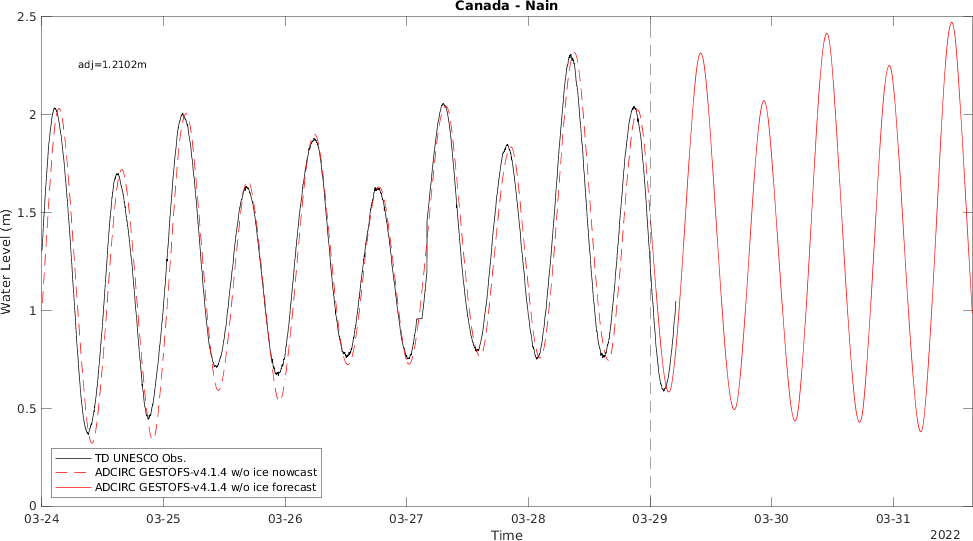 Canada - Nain
2.5
adj=1.2102m
2
1.5
Water Level (m)
1
0.5
TD UNESCO Obs.
ADCIRC GESTOFS-v4.1.4 w/o ice nowcast
ADCIRC GESTOFS-v4.1.4 w/o ice forecast
0
03-24 03-25 03-26 03-27 03-28 03-29 03-30 03-31
Time
2022